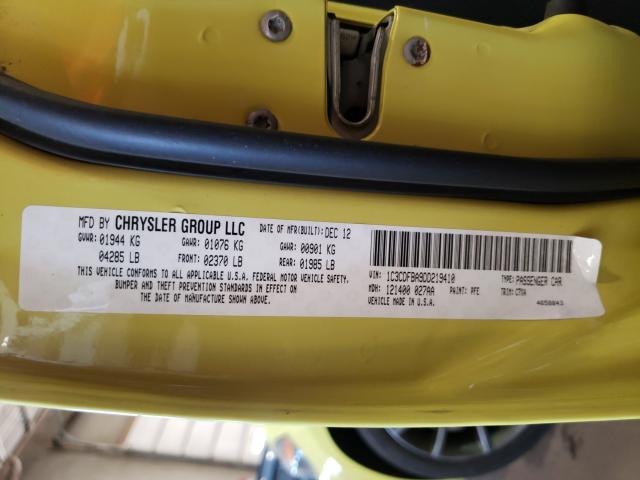 MFD BY CHRYSLER GROUP LLC DATE OF MFR(BUILT): DEC 12
GVWR: 01944 KG GAWR: 01076 KG GAWR: 00901 KG
04285 LB FRONT: 02370 LB REAR: 01985 LB
THIS VEHICLE CONFORMS TO ALL APPLICABLE U.S.A. FEDERAL MOTOR VEHICLE SAFETY,
BUMPER AND THEFT PREVENTION STANDARDS IN EFFECT ON
THE DATE OF MANUFACTURE SHOWN ABOVE.
VIN: 1C3CDFBA9DD219410 TYPE: PASSENGER CAR
MDH: 121400 027AA PAINT: PFE TRIM: C7XA
VEHICLE MADE IN U.S.A. 4658843